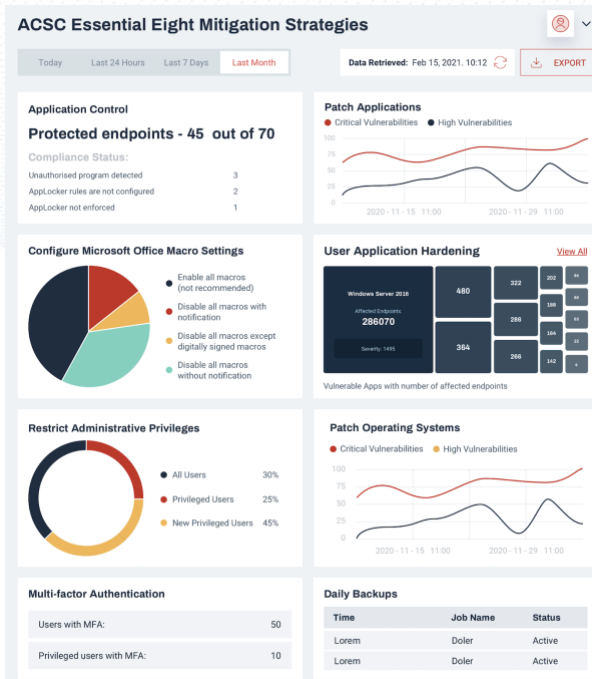 ACSC Essential Eight Mitigation Strategies
Today Last 24 Hours Last 7 Days Last Month
Data Retrieved: Feb 15, 2021. 10:12
EXPORT
Application Control
Protected endpoints - 45 out of 70
Compliance Status:
Unauthorised program detected 3
AppLocker rules are not configured 2
AppLocker not enforced 1
Patch Applications
Critical Vulnerabilities High Vulnerabilities
100
75
50
25
0
2020 - 11 - 15 11:00 2020 - 11 - 29 11:00
Configure Microsoft Office Macro Settings
Enable all macros
(not recommended)
Disable all macros with
notification
Disable all macros except
digitally signed macros
Disable all macros
without notification
User Application Hardening
View All
Windows Server 2016
Affected Endpoints:
286070
Severity: 1495
480
364
322
286
266
202
199
184
142
Vulnerable Apps with number of affected endpoints
Restrict Administrative Privileges
All Users 30%
Privileged Users 25%
New Privileged Users 45%
Patch Operating Systems
Critical Vulnerabilities High Vulnerabilities
100
75
50
25
0
2020 - 11 - 15 11:00 2020 - 11 - 29 11:00
Multi-factor Authentication
Users with MFA: 50
Privileged users with MFA: 10
Daily Backups
Time Job Name Status
Lorem Doler Active
Lorem Doler Active